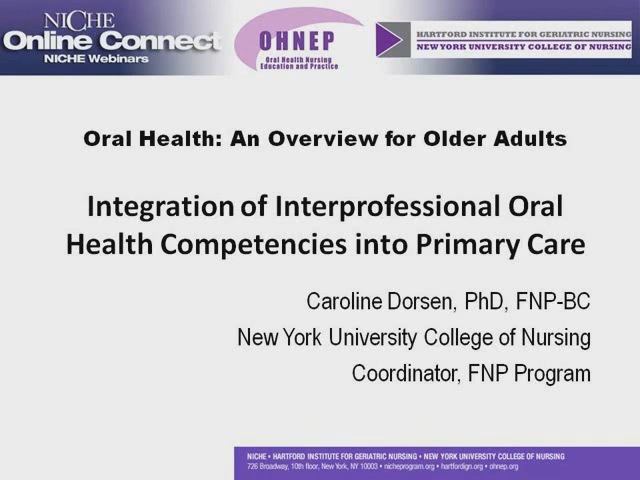 NICHE
Online Connect
NICHE Webinars
OHNEP
Oral Health Nursing
Education and Practice
HARTFORD INSTITUTE FOR GERIATRIC NURSING
NEW YORK UNIVERSITY COLLEGE OF NURSING
Oral Health: An Overview for Older Adults
Integration of Interprofessional Oral
Health Competencies into Primary Care
Caroline Dorsen, PhD, FNP-BC
New York University College of Nursing
Coordinator, FNP Program
NICHE • HARTFORD INSTITUTE FOR GERIATRIC NURSING • NEW YORK UNIVERSITY COLLEGE OF NURSING
726 Broadway, 10th floor, New York, NY 10003 • nicheprogram.org • hartfordign.org • ohnep.org